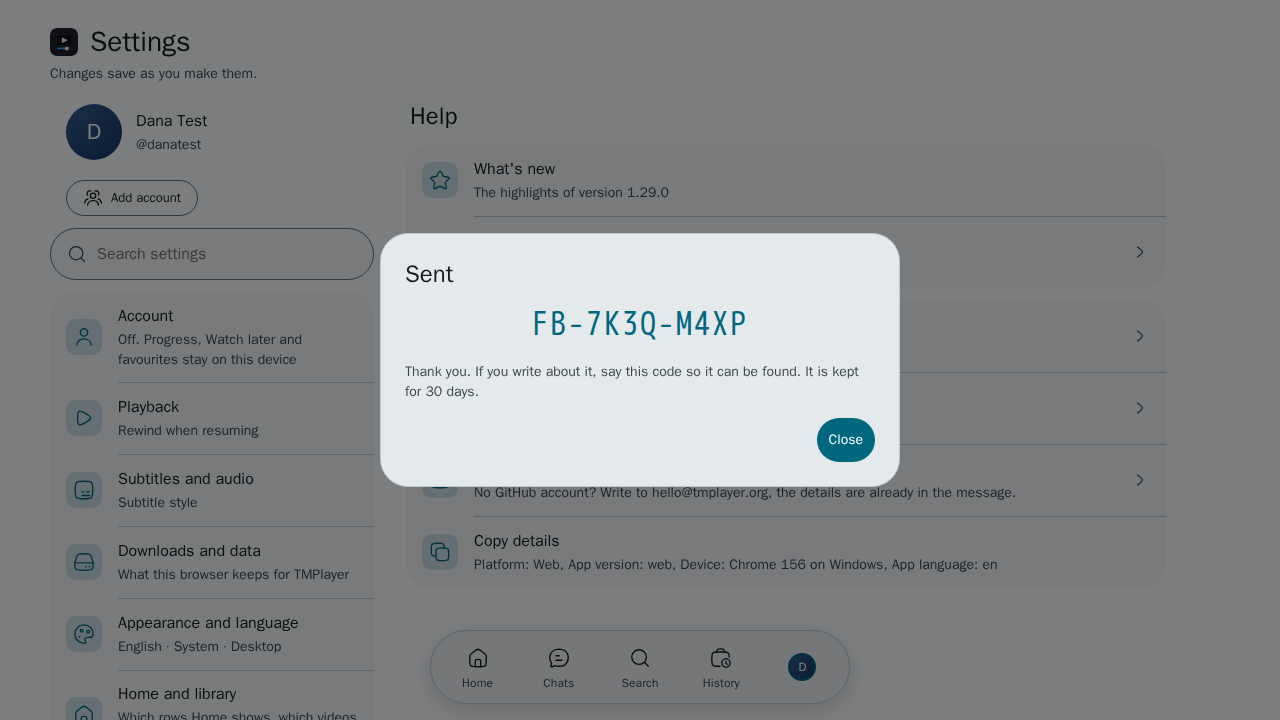 Settings
Changes save as you make them.
D
Dana Test
@danatest
Add account
Search settings
Account
Off. Progress, Watch later and
favourites stay on this device
Playback
Rewind when resuming
Subtitles and audio
Subtitle style
Downloads and data
What this browser keeps for TMPlayer
Appearance and language
English · System · Desktop
Home and library
Which rows Home shows, which videos
Help
What's new
The highlights of version 1.29.0
Sent
FB-7K3Q-M4XP
Thank you. If you write about it, say this code so it can be found. It is kept
for 30 days.
Close
No GitHub account? Write to hello@tmplayer.org, the details are already in the message.
Copy details
Platform: Web, App version: web, Device: Chrome 156 on Windows, App language: en
Home
Chats
Search
History
D